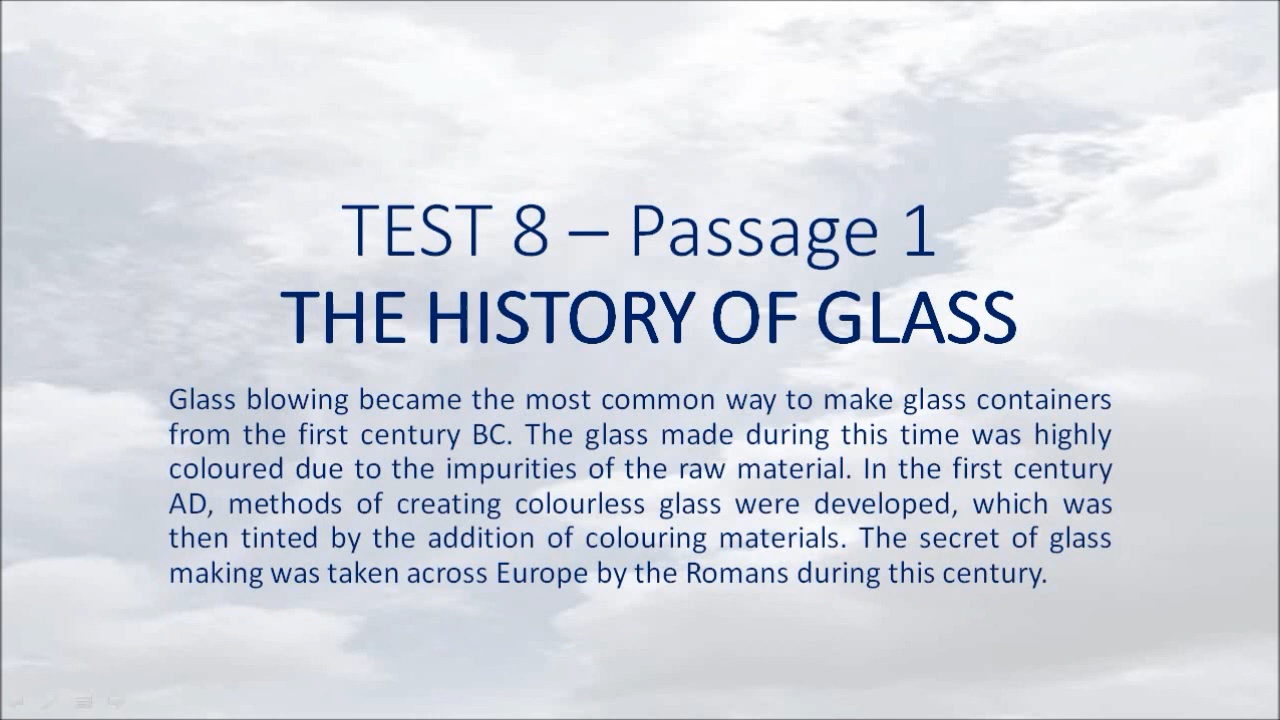 TEST 8 – Passage 1
THE HISTORY OF GLASS
Glass blowing became the most common way to make glass containers
from the first century BC. The glass made during this time was highly
coloured due to the impurities of the raw material. In the first century
AD, methods of creating colourless glass were developed, which was
then tinted by the addition of colouring materials. The secret of glass
making was taken across Europe by the Romans during this century.